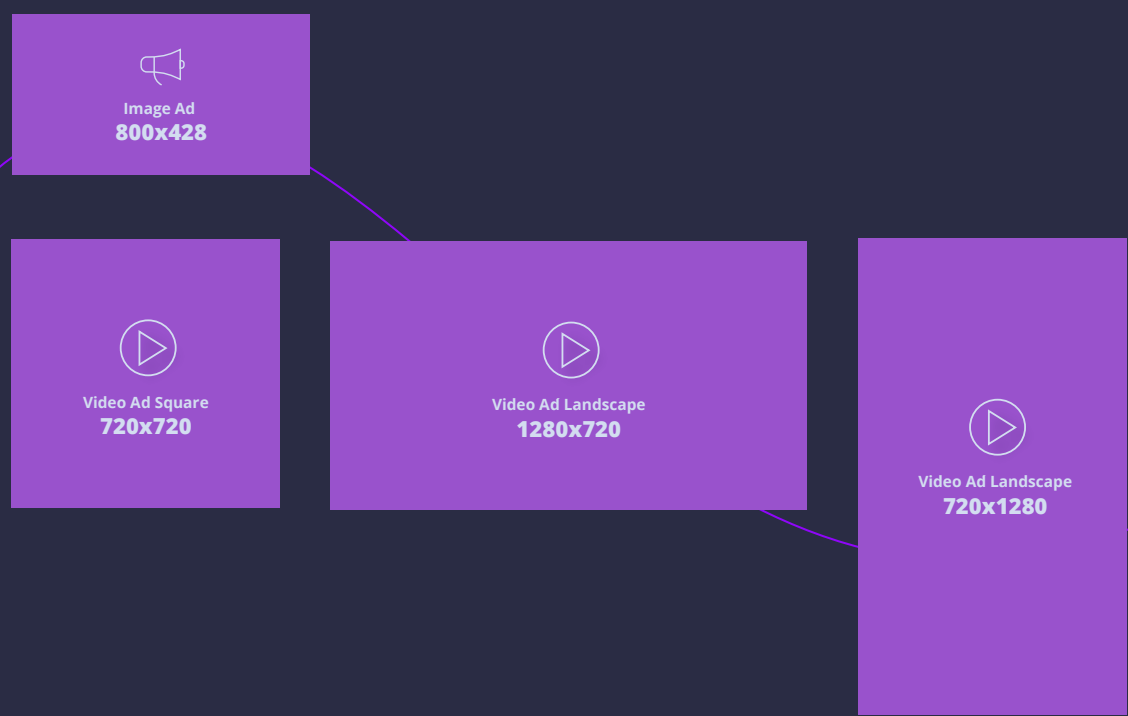 Image Ad
800x428
Video Ad Square
720x720
Video Ad Landscape
1280x720
Video Ad Landscape
720x1280